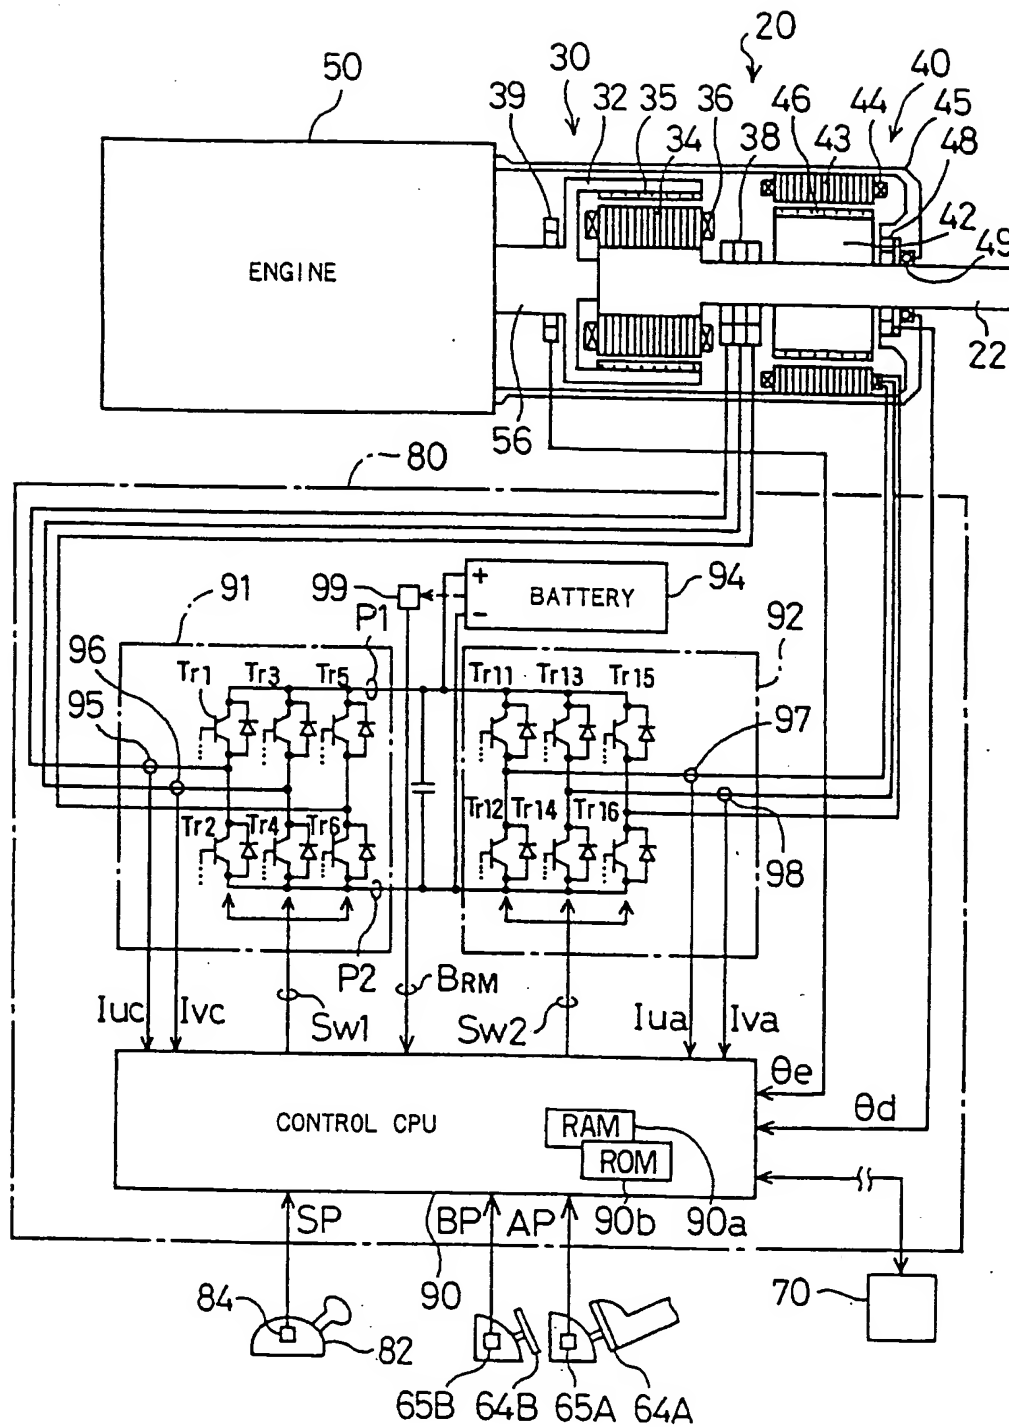 20
50
30
40
39
32
35
36
46
43
44
45
34
38
48
42
49
ENGINE
22
56
80
99
+
BATTERY
-
94
91
P1
92
96
Tr1
Tr3
Tr5
Tr11
Tr13
Tr15
95
97
Tr2
Tr4
Tr6
Tr12
Tr14
Tr16
98
P2
BRM
Iuc
Ivc
Sw1
Sw2
Iua
Iva
θe
θd
CONTROL CPU
RAM
ROM
SP
BP
AP
90b
90a
84
90
70
82
65B
64B
65A
64A